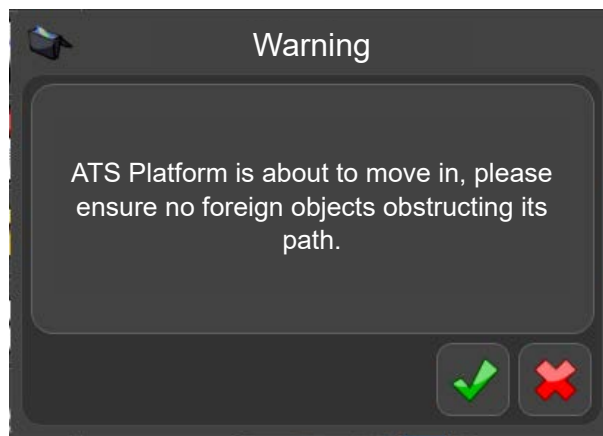 Warning
ATS Platform is about to move in, please
ensure no foreign objects obstructing its
path.